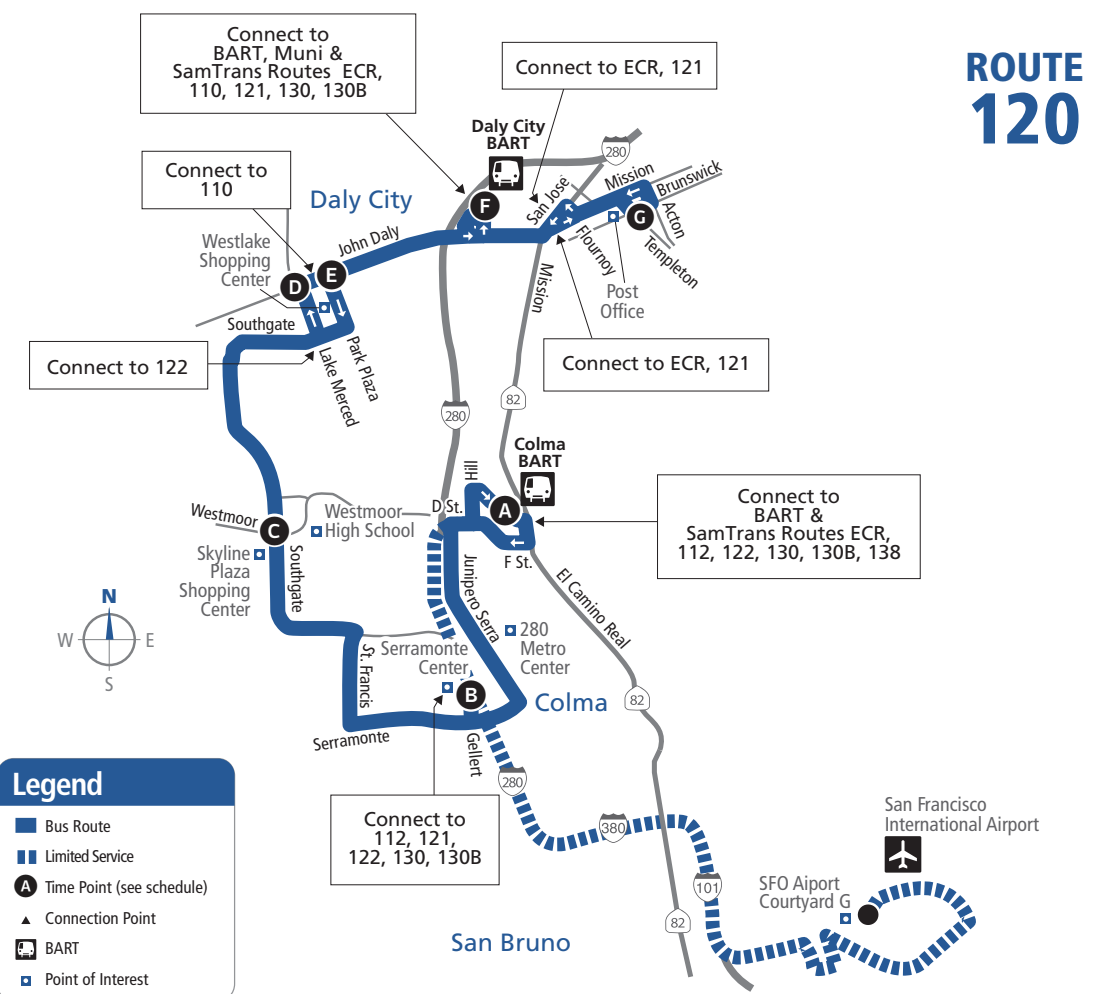 ROUTE
120
Connect to
BART, Muni &
SamTrans Routes ECR,
110, 121, 130, 130B
Connect to ECR, 121
Daly City
BART
280
Connect to
110
Daly City
F
San Jose
Mission
Brunswick
Acton
G
Templeton
Flournoy
Post
Office
John Daly
Westlake
Shopping
Center
D
E
Mission
Southgate
Park Plaza
Lake Merced
Connect to 122
Connect to ECR, 121
280
82
Colma
BART
Hill
D St.
A
F St.
Connect to
BART &
SamTrans Routes ECR,
112, 122, 130, 130B, 138
Westmoor
C
Westmoor
High School
Skyline
Plaza
Shopping
Center
Southgate
Junipero Serra
El Camino Real
N
W
E
S
280
Metro
Center
Serramonte
Center
St. Francis
B
Colma
82
Serramonte
Gellert
280
Connect to
112, 121,
122, 130, 130B
380
101
82
San Francisco
International Airport
SFO Aiport
Courtyard G
San Bruno
Legend
Bus Route
Limited Service
A
Time Point (see schedule)
Connection Point
BART
Point of Interest